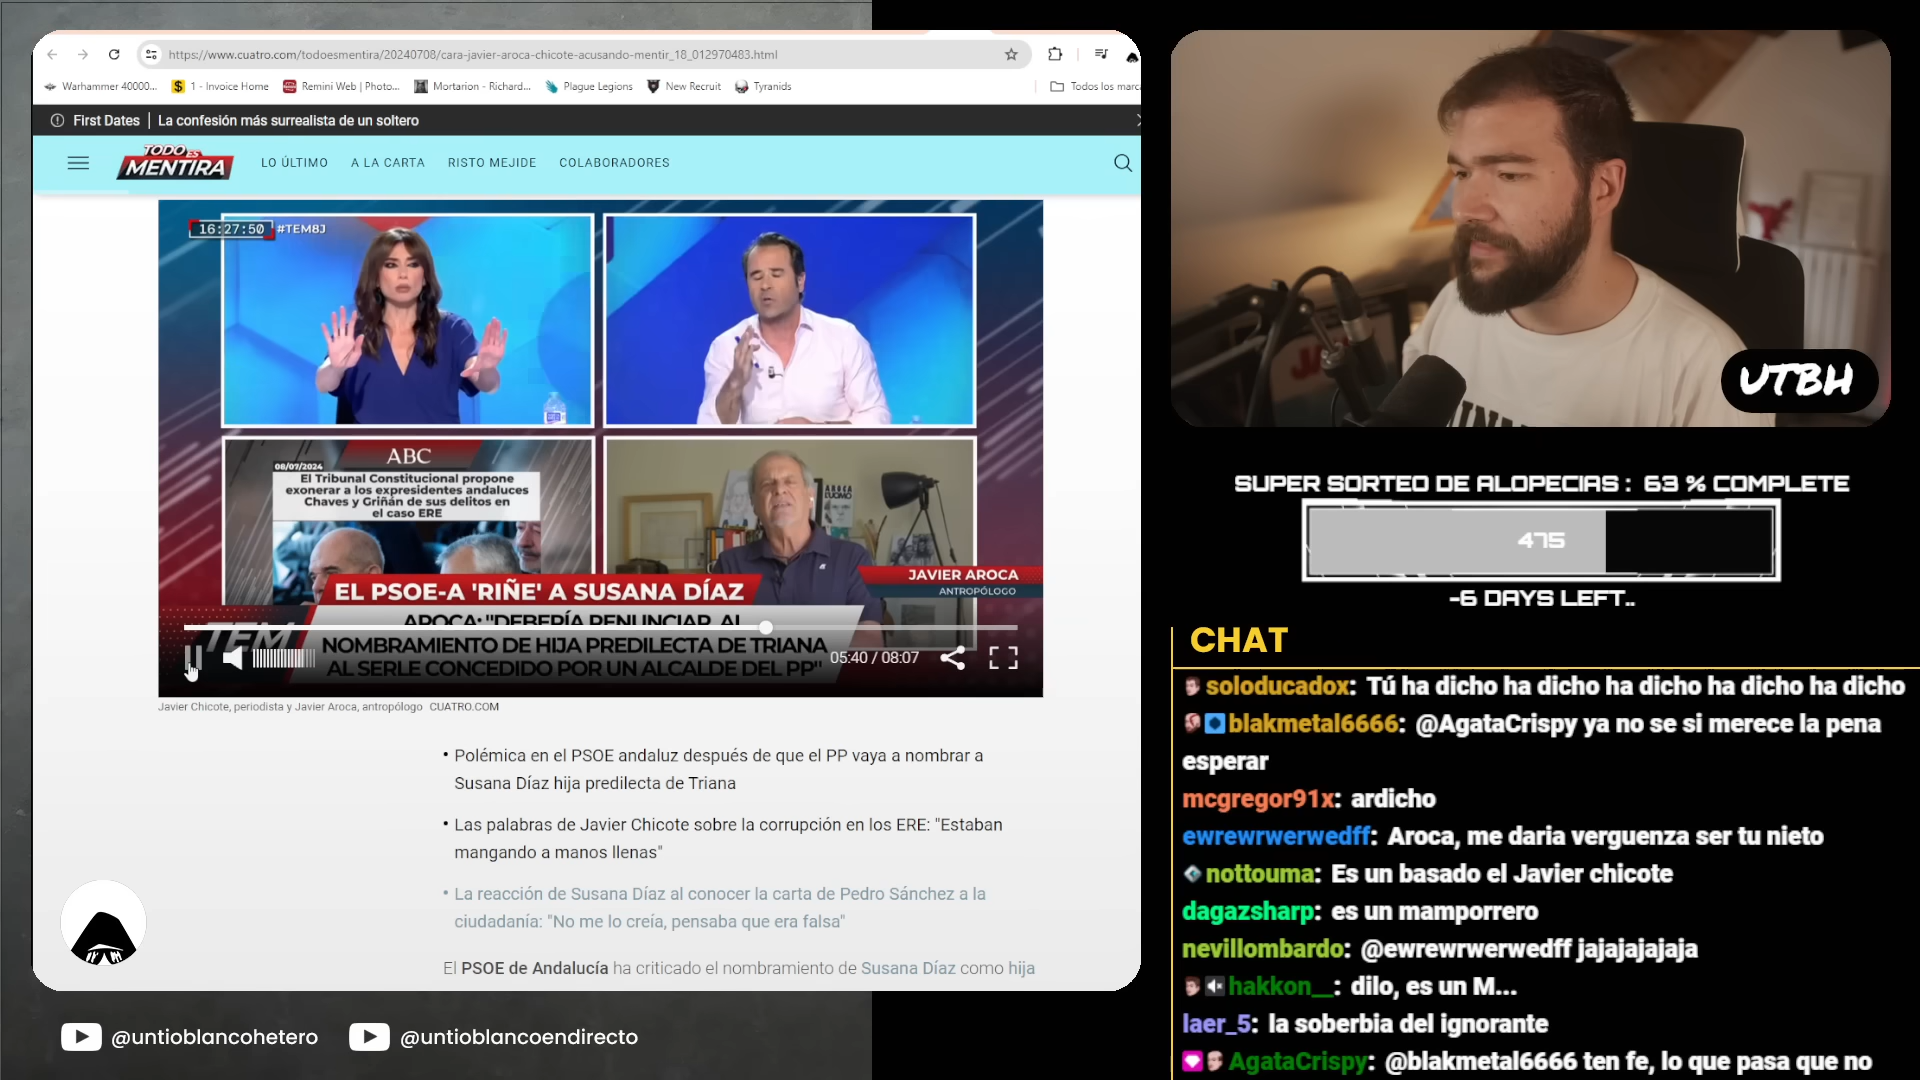 https://www.cuatro.com/todoesmentira/20240708/cara-javier-aroca-chicote-acusando-mentir_18_012970483.html
Warhammer 40000...
1 - Invoice Home
Remini Web | Photo...
Mortarion - Richard...
Plague Legions
New Recruit
Tyranids
Todos los marca
First Dates | La confesión más surrealista de un soltero
TODO ES
MENTIRA
LO ÚLTIMO
A LA CARTA
RISTO MEJIDE
COLABORADORES
16:27:50
#TEM8J
ABC
08/07/2024
El Tribunal Constitucional propone
exonerar a los expresidentes andaluces
Chaves y Griñán de sus delitos en
el caso ERE
JAVIER AROCA
ANTROPÓLOGO
EL PSOE-A 'RIÑE' A SUSANA DÍAZ
TEM
AROCA: "DEBERÍA RENUNCIAR AL
NOMBRAMIENTO DE HIJA PREDILECTA DE TRIANA
AL SERLE CONCEDIDO POR UN ALCALDE DEL PP"
05:40 / 08:07
Javier Chicote, periodista y Javier Aroca, antropólogo CUATRO.COM
• Polémica en el PSOE andaluz después de que el PP vaya a nombrar a
Susana Díaz hija predilecta de Triana
• Las palabras de Javier Chicote sobre la corrupción en los ERE: "Estaban
mangando a manos llenas"
• La reacción de Susana Díaz al conocer la carta de Pedro Sánchez a la
ciudadanía: "No me lo creía, pensaba que era falsa"
El PSOE de Andalucía ha criticado el nombramiento de Susana Díaz como hija
@untioblancohetero
@untioblancoendirecto
UTBH
SUPER SORTEO DE ALOPECIAS : 63 % COMPLETE
475
-6 DAYS LEFT..
CHAT
soloducadox: Tú ha dicho ha dicho ha dicho ha dicho ha dicho
blakmetal6666: @AgataCrispy ya no se si merece la pena
esperar
mcgregor91x: ardicho
ewrewrwerwedff: Aroca, me daria verguenza ser tu nieto
nottouma: Es un basado el Javier chicote
dagazsharp: es un mamporrero
nevillombardo: @ewrewrwerwedff jajajajajaja
hakkon__: dilo, es un M...
laer_5: la soberbia del ignorante
AgataCrispy: @blakmetal6666 ten fe, lo que pasa que no